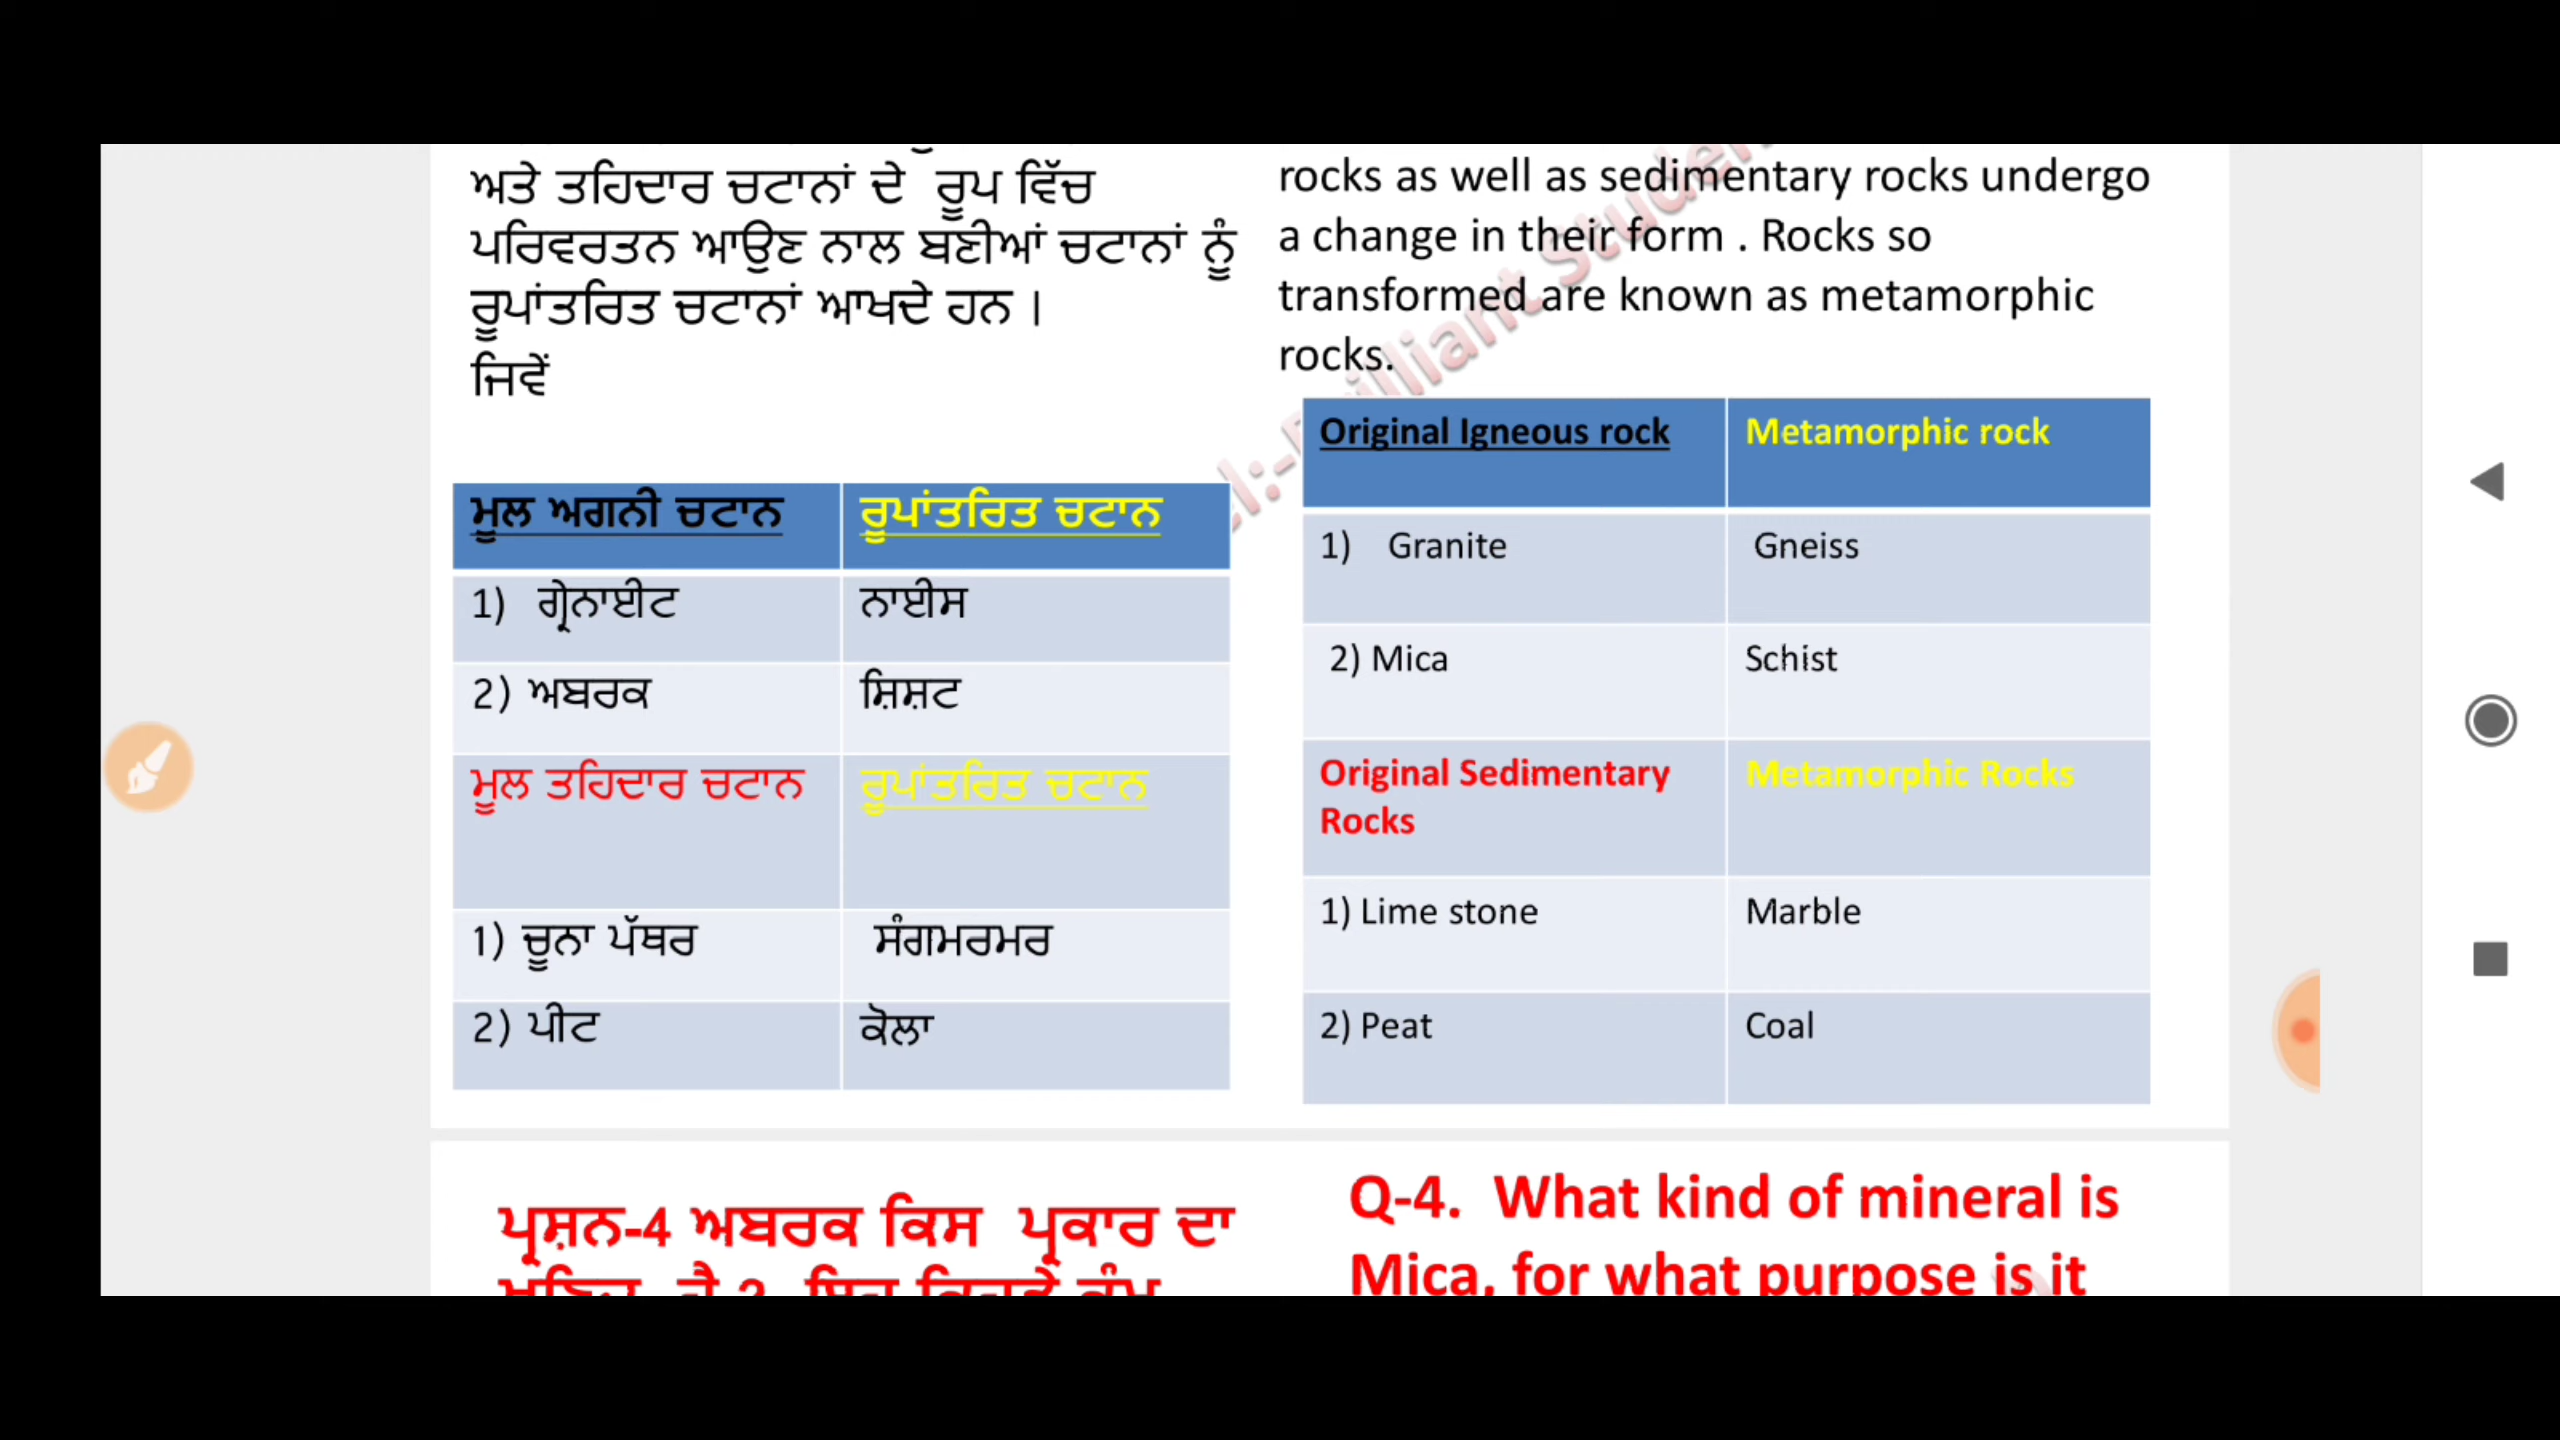 ਅਤੇ ਤਹਿਦਾਰ ਚਟਾਨਾਂ ਦੇ ਰੂਪ ਵਿੱਚ
ਪਰਿਵਰਤਨ ਆਉਣ ਨਾਲ ਬਣੀਆਂ ਚਟਾਨਾਂ ਨੂੰ
ਰੂਪਾਂਤਰਿਤ ਚਟਾਨਾਂ ਆਖਦੇ ਹਨ ।
ਜਿਵੇਂ
ਮੂਲ ਅਗਨੀ ਚਟਾਨ ਰੂਪਾਂਤਰਿਤ ਚਟਾਨ
1) ਗ੍ਰੇਨਾਈਟ ਨਾਈਸ
2) ਅਬਰਕ ਸ਼ਿਸ਼ਟ
ਮੂਲ ਤਹਿਦਾਰ ਚਟਾਨ ਰੂਪਾਂਤਰਿਤ ਚਟਾਨ
1) ਚੂਨਾ ਪੱਥਰ ਸੰਗਮਰਮਰ
2) ਪੀਟ ਕੋਲਾ
rocks as well as sedimentary rocks undergo
a change in their form . Rocks so
transformed are known as metamorphic
rocks.
Original Igneous rock Metamorphic rock
1) Granite Gneiss
2) Mica Schist
Original Sedimentary Metamorphic Rocks
Rocks
1) Lime stone Marble
2) Peat Coal
ਪ੍ਰਸ਼ਨ-4 ਅਬਰਕ ਕਿਸ ਪ੍ਰਕਾਰ ਦਾ
Q-4. What kind of mineral is
Mica, for what purpose is it